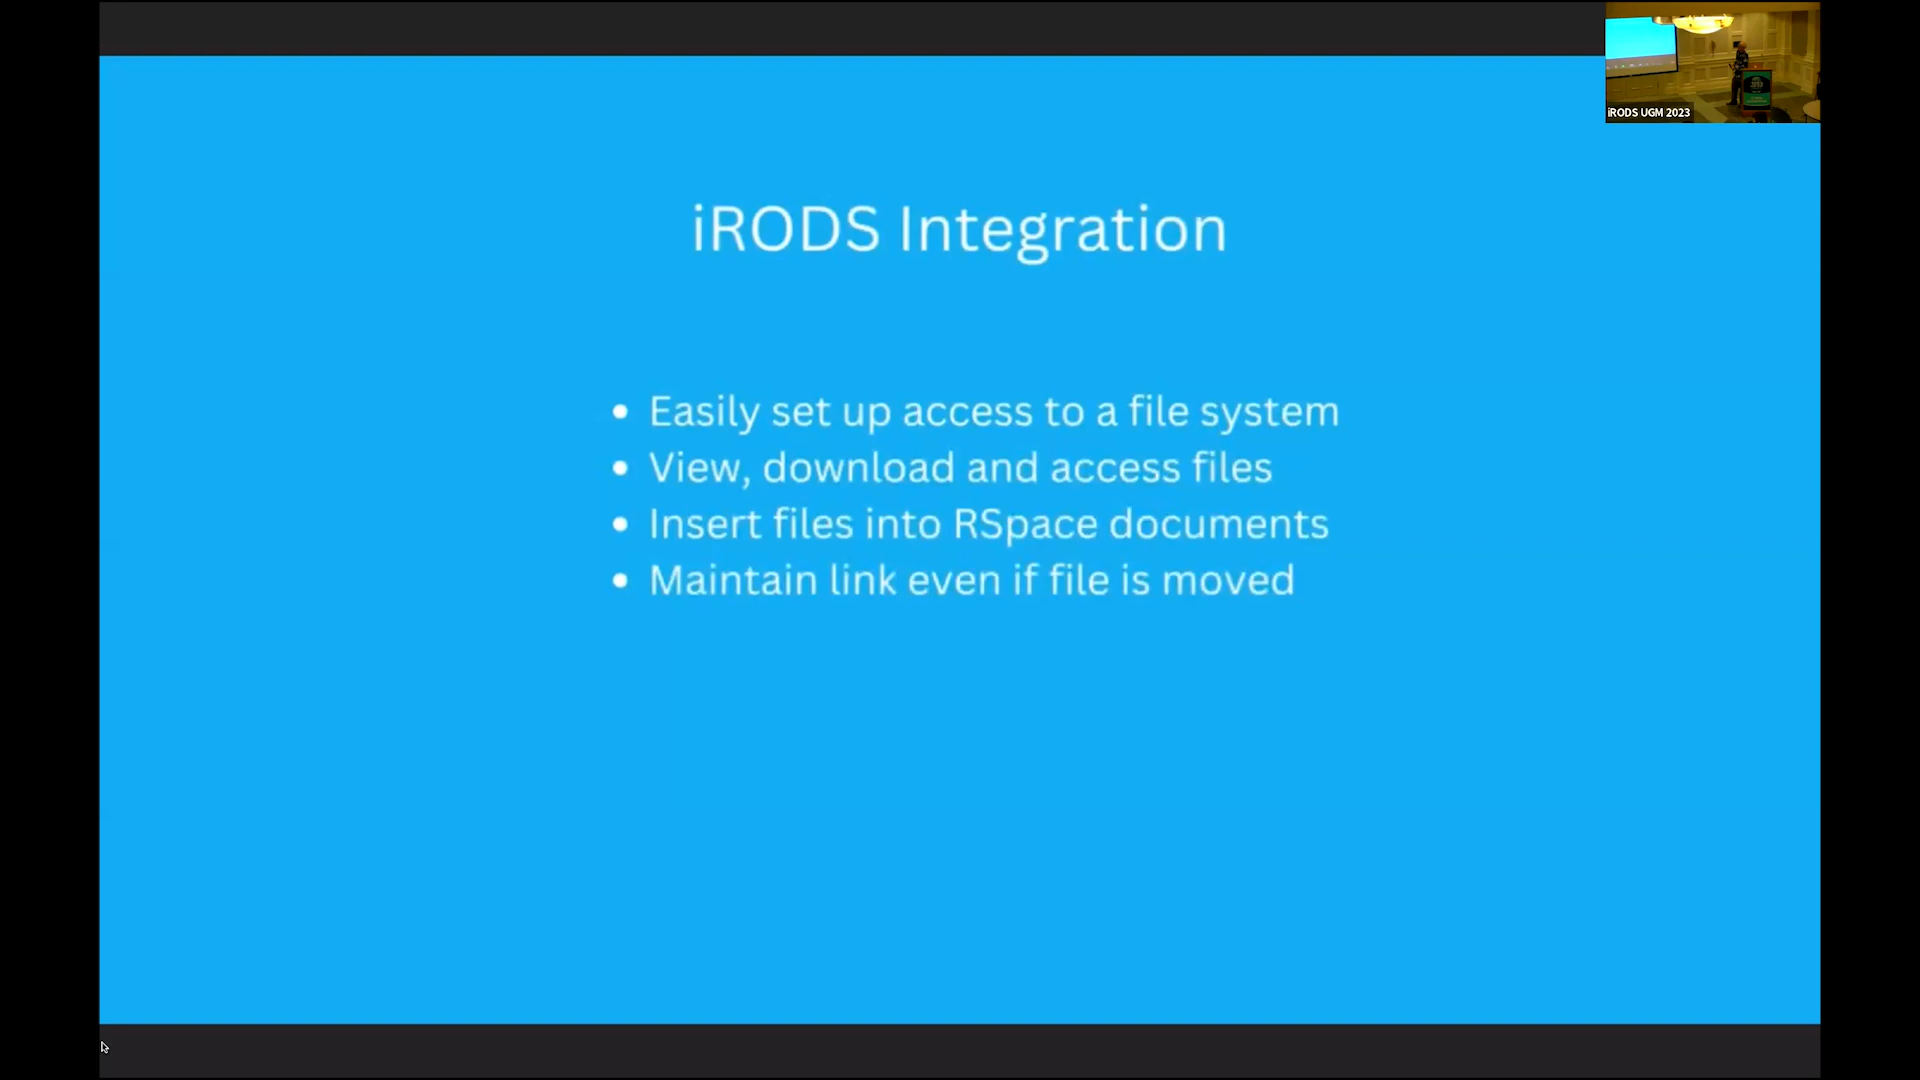 iRODS UGM 2023
iRODS Integration
• Easily set up access to a file system
• View, download and access files
• Insert files into RSpace documents
• Maintain link even if file is moved